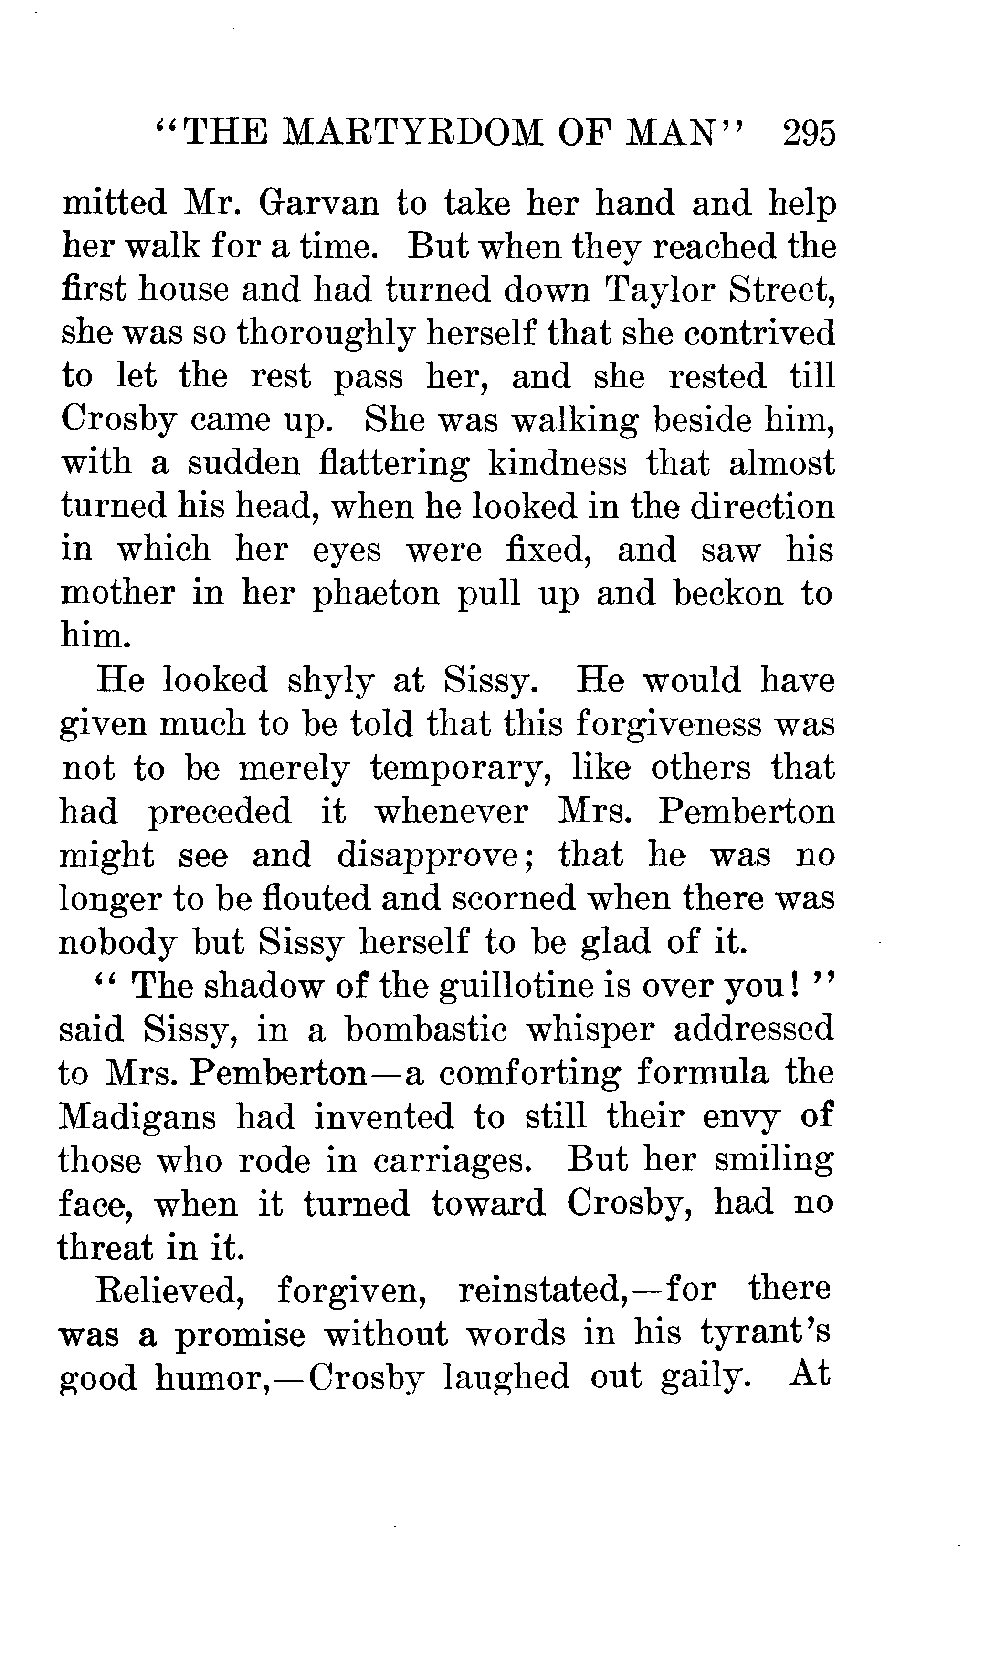 "THE MARTYRDOM OF MAN" 295
mitted Mr. Garvan to take her hand and help
her walk for a time. But when they reached the
first house and had turned down Taylor Street,
she was so thoroughly herself that she contrived
to let the rest pass her, and she rested till
Crosby came up. She was walking beside him,
with a sudden flattering kindness that almost
turned his head, when he looked in the direction
in which her eyes were fixed, and saw his
mother in her phaeton pull up and beckon to
him.
He looked shyly at Sissy. He would have
given much to be told that this forgiveness was
not to be merely temporary, like others that
had preceded it whenever Mrs. Pemberton
might see and disapprove; that he was no
longer to be flouted and scorned when there was
nobody but Sissy herself to be glad of it.
"The shadow of the guillotine is over you!"
said Sissy, in a bombastic whisper addressed
to Mrs. Pemberton—a comforting formula the
Madigans had invented to still their envy of
those who rode in carriages. But her smiling
face, when it turned toward Crosby, had no
threat in it.
Relieved, forgiven, reinstated,—for there
was a promise without words in his tyrant's
good humor,—Crosby laughed out gaily. At